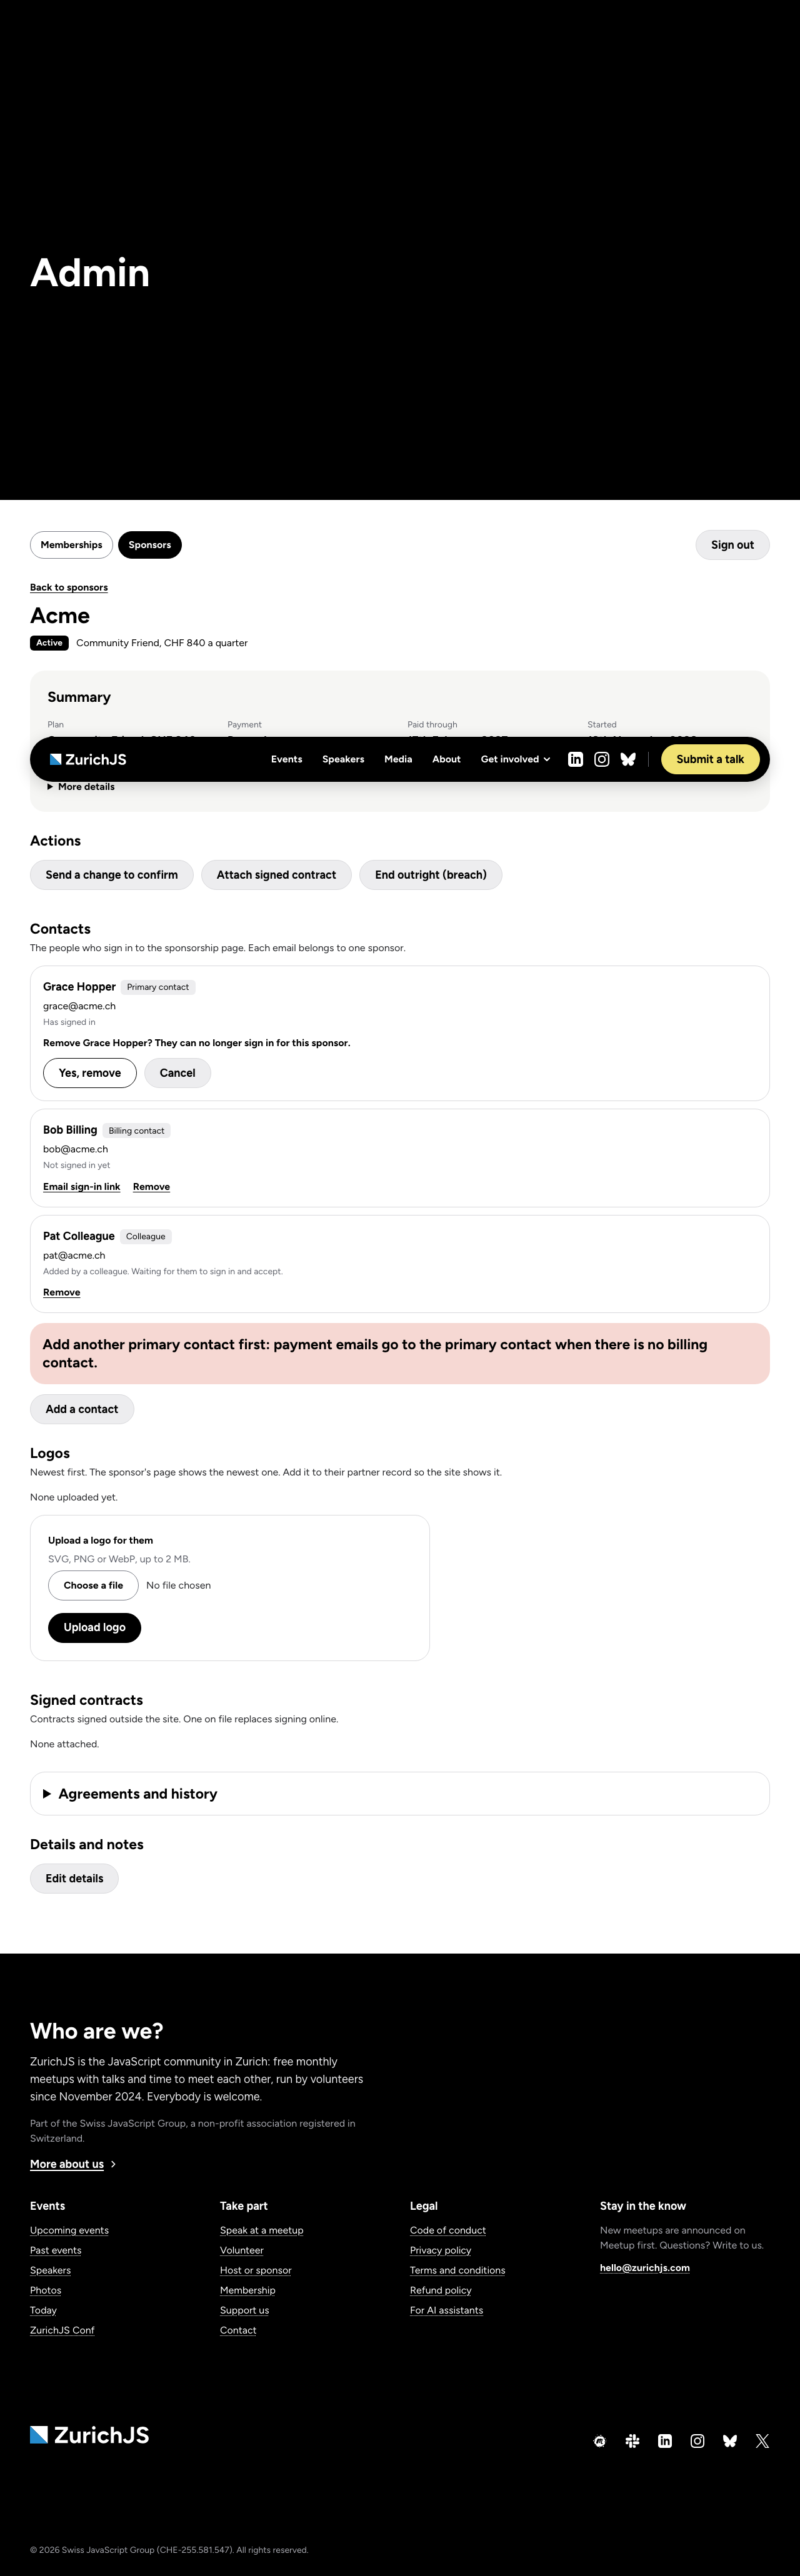 Admin
Memberships
Sponsors
Sign out
Back to sponsors
Acme
Active
Community Friend, CHF 840 a quarter
Summary
Plan
Payment
Paid through
Started
ZurichJS
Events
Speakers
Media
About
Get involved
Submit a talk
More details
Actions
Send a change to confirm
Attach signed contract
End outright (breach)
Contacts
The people who sign in to the sponsorship page. Each email belongs to one sponsor.
Grace Hopper
Primary contact
grace@acme.ch
Has signed in
Remove Grace Hopper? They can no longer sign in for this sponsor.
Yes, remove
Cancel
Bob Billing
Billing contact
bob@acme.ch
Not signed in yet
Email sign-in link
Remove
Pat Colleague
Colleague
pat@acme.ch
Added by a colleague. Waiting for them to sign in and accept.
Remove
Add another primary contact first: payment emails go to the primary contact when there is no billing
contact.
Add a contact
Logos
Newest first. The sponsor's page shows the newest one. Add it to their partner record so the site shows it.
None uploaded yet.
Upload a logo for them
SVG, PNG or WebP, up to 2 MB.
Choose a file
No file chosen
Upload logo
Signed contracts
Contracts signed outside the site. One on file replaces signing online.
None attached.
Agreements and history
Details and notes
Edit details
Who are we?
ZurichJS is the JavaScript community in Zurich: free monthly
meetups with talks and time to meet each other, run by volunteers
since November 2024. Everybody is welcome.
Part of the Swiss JavaScript Group, a non-profit association registered in
Switzerland.
More about us
Events
Upcoming events
Past events
Speakers
Photos
Today
ZurichJS Conf
Take part
Speak at a meetup
Volunteer
Host or sponsor
Membership
Support us
Contact
Legal
Code of conduct
Privacy policy
Terms and conditions
Refund policy
For AI assistants
Stay in the know
New meetups are announced on
Meetup first. Questions? Write to us.
hello@zurichjs.com
ZurichJS
© 2026 Swiss JavaScript Group (CHE-255.581.547). All rights reserved.